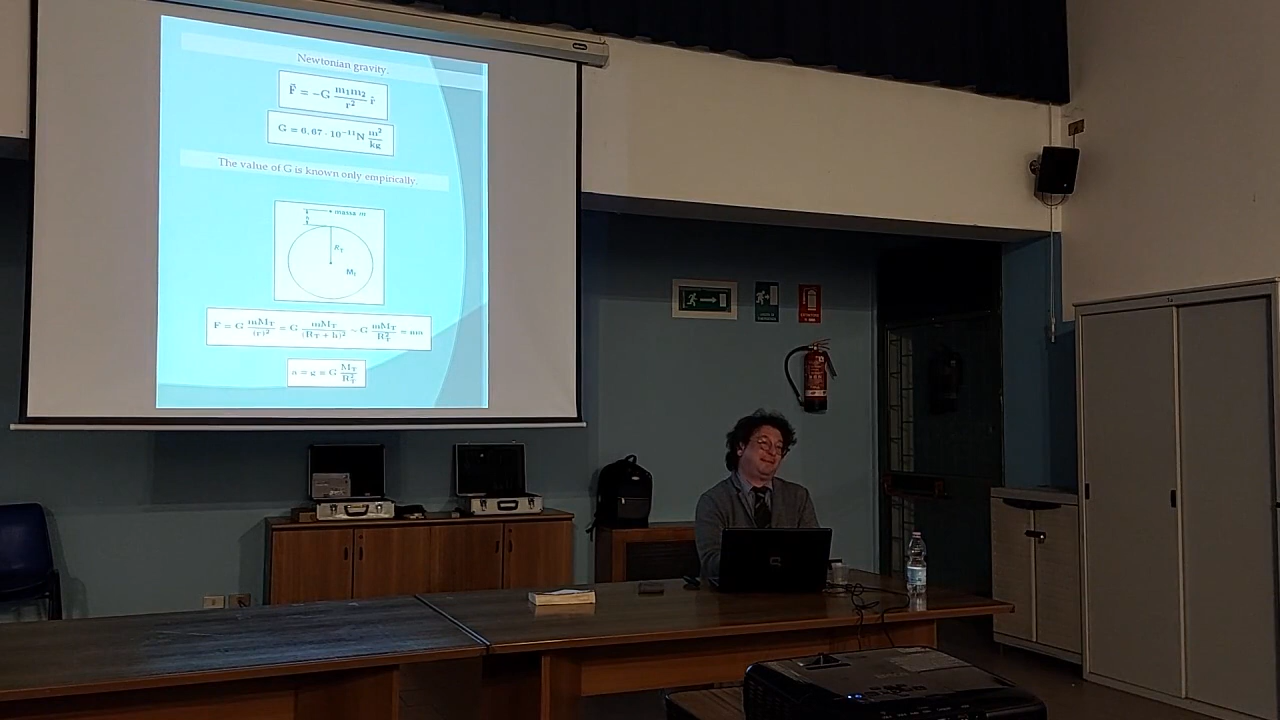 Newtonian gravity.
F⃗ = −G m₁m₂/r² r̂
G = 6,67 · 10⁻¹¹N m²/kg
The value of G is known only empirically.
massa m
h
R_T
M_T
F = G mM_T/(r)² = G mM_T/(R_T + h)² ~ G mM_T/R_T² = am
a = g = G M_T/R_T²